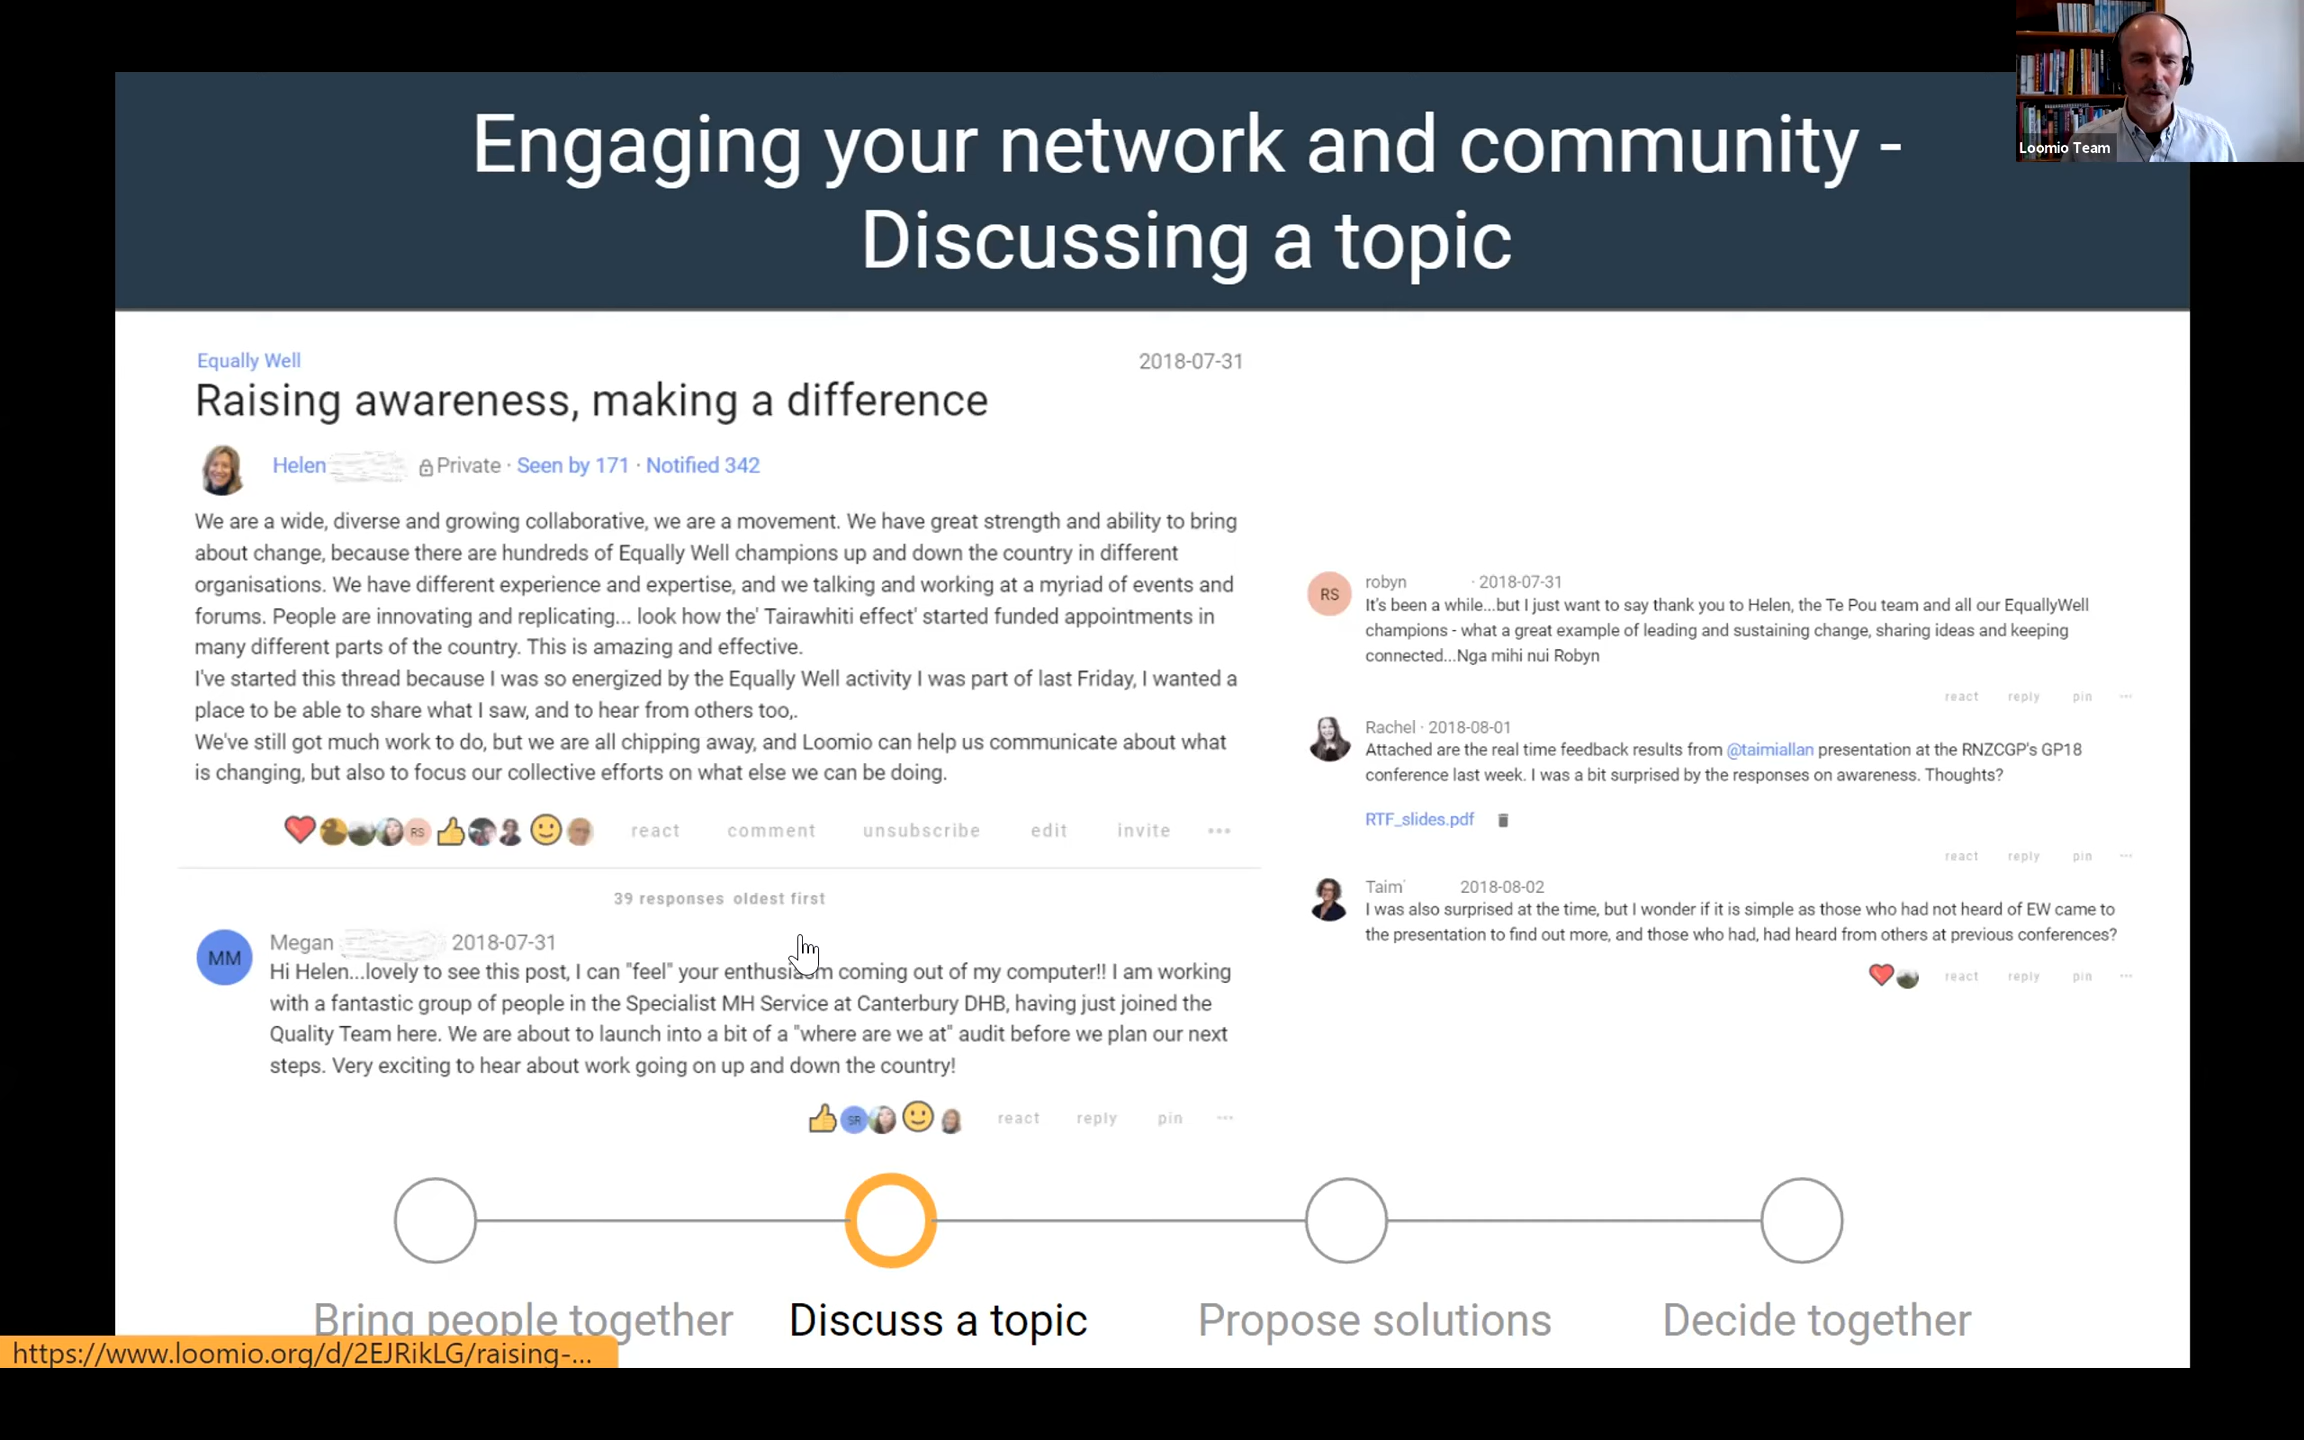 Engaging your network and community -
Discussing a topic
Loomio Team
Equally Well
2018-07-31
Raising awareness, making a difference
Helen
Private · Seen by 171 · Notified 342
We are a wide, diverse and growing collaborative, we are a movement. We have great strength and ability to bring
about change, because there are hundreds of Equally Well champions up and down the country in different
organisations. We have different experience and expertise, and we talking and working at a myriad of events and
forums. People are innovating and replicating... look how the' Tairawhiti effect' started funded appointments in
many different parts of the country. This is amazing and effective.
I've started this thread because I was so energized by the Equally Well activity I was part of last Friday, I wanted a
place to be able to share what I saw, and to hear from others too,.
We've still got much work to do, but we are all chipping away, and Loomio can help us communicate about what
is changing, but also to focus our collective efforts on what else we can be doing.
RS
react comment unsubscribe edit invite ...
39 responses oldest first
MM
Megan 2018-07-31
Hi Helen...lovely to see this post, I can "feel" your enthusiasm coming out of my computer!! I am working
with a fantastic group of people in the Specialist MH Service at Canterbury DHB, having just joined the
Quality Team here. We are about to launch into a bit of a "where are we at" audit before we plan our next
steps. Very exciting to hear about work going on up and down the country!
SR
react reply pin ...
RS
robyn · 2018-07-31
It's been a while...but I just want to say thank you to Helen, the Te Pou team and all our EquallyWell
champions - what a great example of leading and sustaining change, sharing ideas and keeping
connected...Nga mihi nui Robyn
react reply pin ...
Rachel · 2018-08-01
Attached are the real time feedback results from @taimiallan presentation at the RNZCGP's GP18
conference last week. I was a bit surprised by the responses on awareness. Thoughts?
RTF_slides.pdf
react reply pin ...
Taim 2018-08-02
I was also surprised at the time, but I wonder if it is simple as those who had not heard of EW came to
the presentation to find out more, and those who had, had heard from others at previous conferences?
react reply pin ...
Bring people together
Discuss a topic
Propose solutions
Decide together
https://www.loomio.org/d/2EJRikLG/raising-...